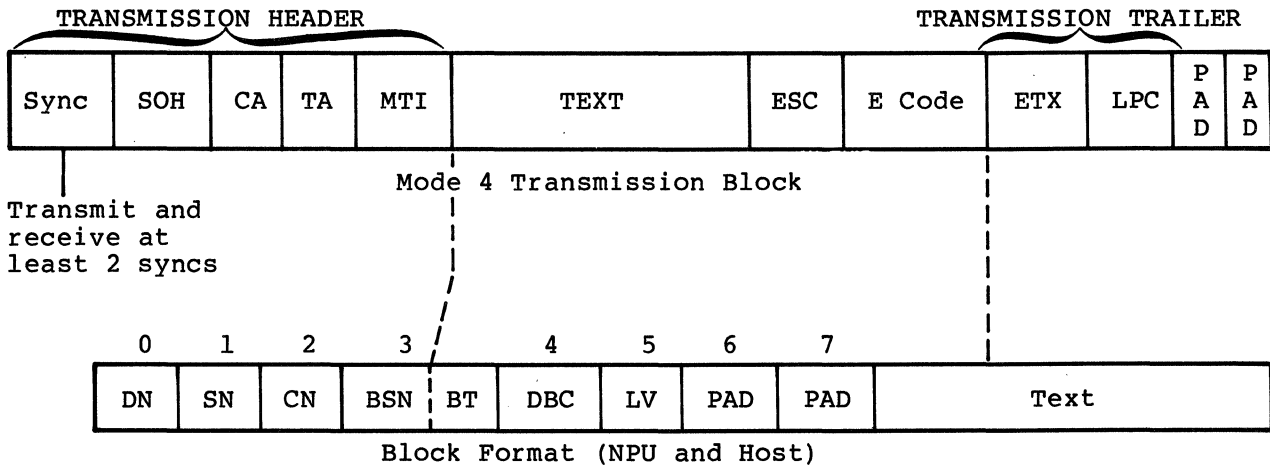 TRANSMISSION HEADER TRANSMISSION TRAILER
Sync SOH CA TA MTI TEXT ESC E Code ETX LPC PAD PAD
Mode 4 Transmission Block
Transmit and
receive at
least 2 syncs
0 1 2 3 4 5 6 7
DN SN CN BSN BT DBC LV PAD PAD Text
Block Format (NPU and Host)